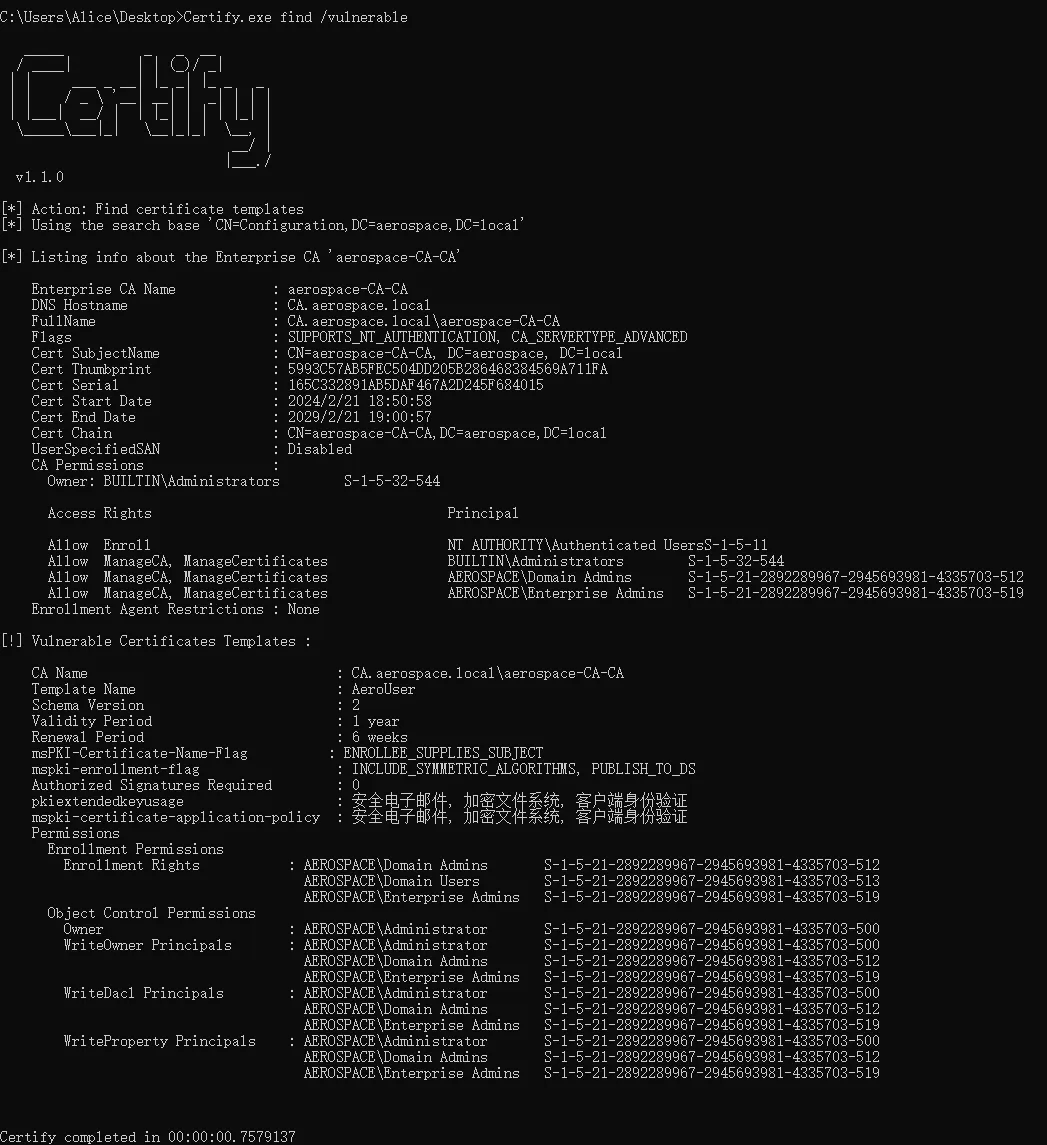 C:\Users\Alice\Desktop>Certify.exe find /vulnerable
Certify
v1.1.0
[*] Action: Find certificate templates
[*] Using the search base 'CN=Configuration,DC=aerospace,DC=local'
[*] Listing info about the Enterprise CA 'aerospace-CA-CA'
Enterprise CA Name : aerospace-CA-CA
DNS Hostname : CA.aerospace.local
FullName : CA.aerospace.local\aerospace-CA-CA
Flags : SUPPORTS_NT_AUTHENTICATION, CA_SERVERTYPE_ADVANCED
Cert SubjectName : CN=aerospace-CA-CA, DC=aerospace, DC=local
Cert Thumbprint : 5993C57AB5FEC504DD205B286468384569A711FA
Cert Serial : 165C332891AB5DAF467A2D245F684015
Cert Start Date : 2024/2/21 18:50:58
Cert End Date : 2029/2/21 19:00:57
Cert Chain : CN=aerospace-CA-CA,DC=aerospace,DC=local
UserSpecifiedSAN : Disabled
CA Permissions :
Owner: BUILTIN\Administrators S-1-5-32-544
Access Rights Principal
Allow Enroll NT AUTHORITY\Authenticated UsersS-1-5-11
Allow ManageCA, ManageCertificates BUILTIN\Administrators S-1-5-32-544
Allow ManageCA, ManageCertificates AEROSPACE\Domain Admins S-1-5-21-2892289967-2945693981-4335703-512
Allow ManageCA, ManageCertificates AEROSPACE\Enterprise Admins S-1-5-21-2892289967-2945693981-4335703-519
Enrollment Agent Restrictions : None
[!] Vulnerable Certificates Templates :
CA Name : CA.aerospace.local\aerospace-CA-CA
Template Name : AeroUser
Schema Version : 2
Validity Period : 1 year
Renewal Period : 6 weeks
msPKI-Certificate-Name-Flag : ENROLLEE_SUPPLIES_SUBJECT
mspki-enrollment-flag : INCLUDE_SYMMETRIC_ALGORITHMS, PUBLISH_TO_DS
Authorized Signatures Required : 0
pkiextendedkeyusage : 安全电子邮件, 加密文件系统, 客户端身份验证
mspki-certificate-application-policy : 安全电子邮件, 加密文件系统, 客户端身份验证
Permissions
Enrollment Permissions
Enrollment Rights : AEROSPACE\Domain Admins S-1-5-21-2892289967-2945693981-4335703-512
AEROSPACE\Domain Users S-1-5-21-2892289967-2945693981-4335703-513
AEROSPACE\Enterprise Admins S-1-5-21-2892289967-2945693981-4335703-519
Object Control Permissions
Owner : AEROSPACE\Administrator S-1-5-21-2892289967-2945693981-4335703-500
WriteOwner Principals : AEROSPACE\Administrator S-1-5-21-2892289967-2945693981-4335703-500
AEROSPACE\Domain Admins S-1-5-21-2892289967-2945693981-4335703-512
AEROSPACE\Enterprise Admins S-1-5-21-2892289967-2945693981-4335703-519
WriteDacl Principals : AEROSPACE\Administrator S-1-5-21-2892289967-2945693981-4335703-500
AEROSPACE\Domain Admins S-1-5-21-2892289967-2945693981-4335703-512
AEROSPACE\Enterprise Admins S-1-5-21-2892289967-2945693981-4335703-519
WriteProperty Principals : AEROSPACE\Administrator S-1-5-21-2892289967-2945693981-4335703-500
AEROSPACE\Domain Admins S-1-5-21-2892289967-2945693981-4335703-512
AEROSPACE\Enterprise Admins S-1-5-21-2892289967-2945693981-4335703-519
Certify completed in 00:00:00.7579137